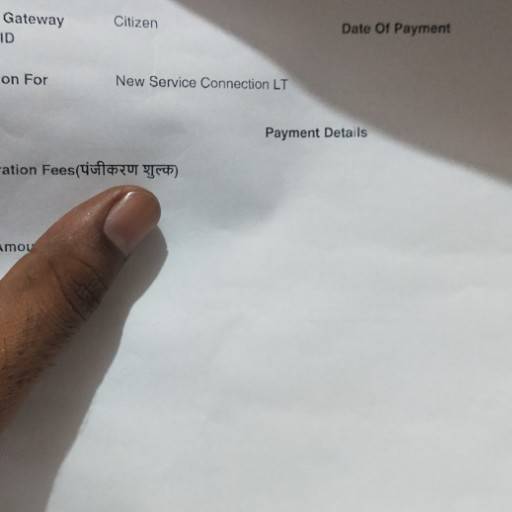 Gateway Citizen Date Of Payment
ID
on For New Service Connection LT
Payment Details
ration Fees(पंजीकरण शुल्क)
Amou